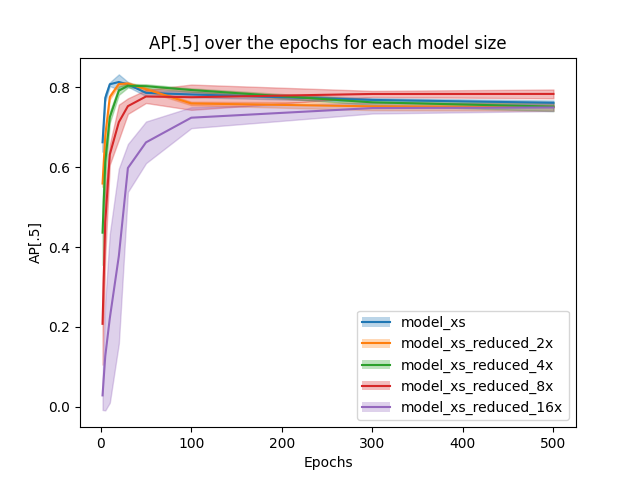 AP[.5] over the epochs for each model size
AP[.5]
0.8
0.6
0.4
0.2
0.0
model_xs
model_xs_reduced_2x
model_xs_reduced_4x
model_xs_reduced_8x
model_xs_reduced_16x
0 100 200 300 400 500
Epochs